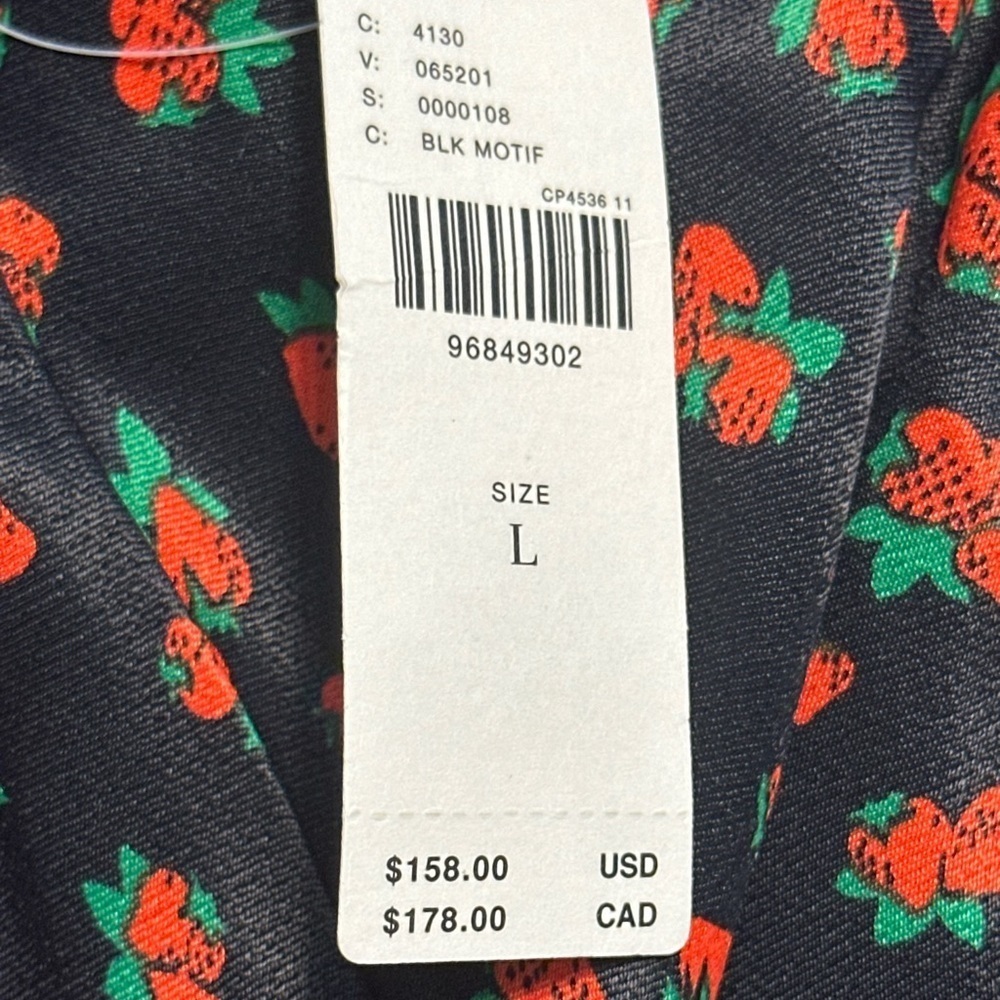 C: 4130
V: 065201
S: 0000108
C: BLK MOTIF
CP4536 11
96849302
SIZE
L
$158.00 USD
$178.00 CAD